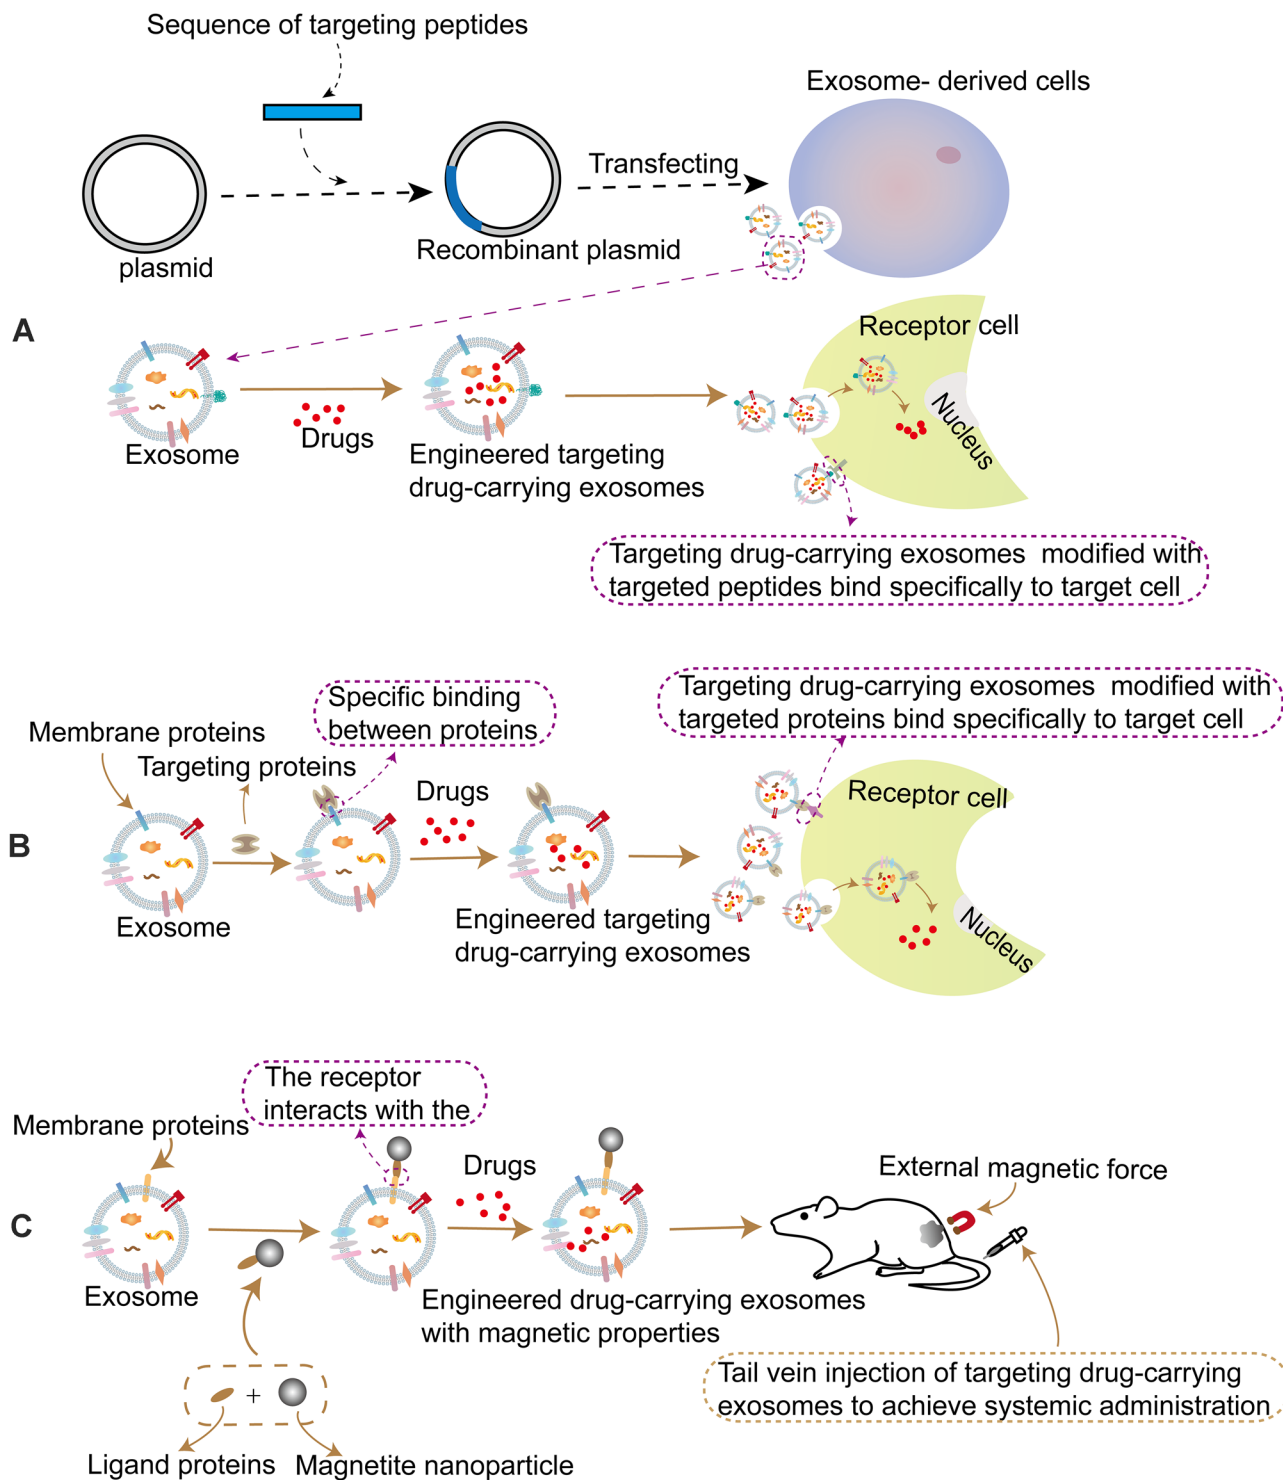 Sequence of targeting peptides
Exosome- derived cells
Transfecting
plasmid
Recombinant plasmid
A
Receptor cell
Nucleus
Exosome
Drugs
Engineered targeting
drug-carrying exosomes
Targeting drug-carrying exosomes modified with
targeted peptides bind specifically to target cell
Specific binding
between proteins
Targeting drug-carrying exosomes modified with
targeted proteins bind specifically to target cell
Membrane proteins
Targeting proteins
Drugs
Receptor cell
B
Exosome
Engineered targeting
drug-carrying exosomes
Nucleus
The receptor
interacts with the
Membrane proteins
Drugs
External magnetic force
C
Exosome
Engineered drug-carrying exosomes
with magnetic properties
Tail vein injection of targeting drug-carrying
exosomes to achieve systemic administration
+
Ligand proteins
Magnetite nanoparticle